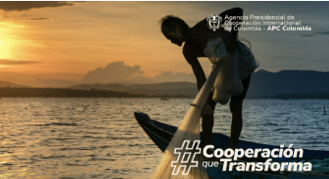 Agencia Presidencial de
Cooperación Internacional
de Colombia - APC Colombia
#Cooperación
que Transforma